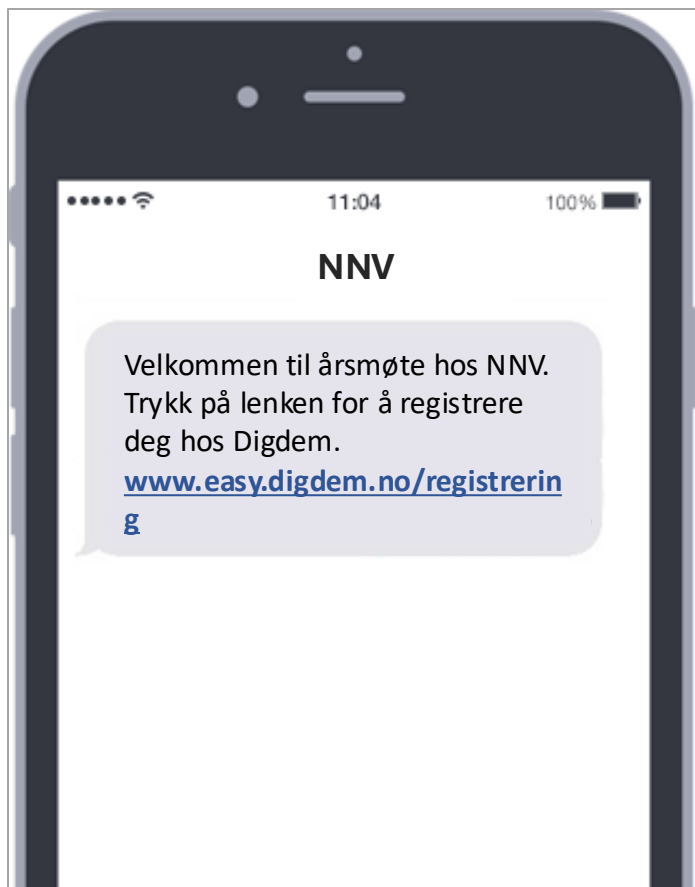 11:04
100%
NNV
Velkommen til årsmøte hos NNV.
Trykk på lenken for å registrere
deg hos Digdem.
www.easy.digdem.no/registrerin
g